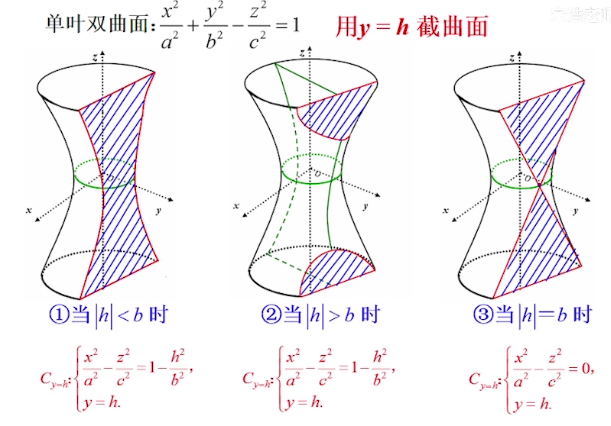 单叶双曲面: x²/a² + y²/b² − z²/c² = 1 用y = h 截曲面
z z z
o o o
x y x y x y
①当|h| < b 时 ②当|h| > b 时 ③当|h| = b 时
C_{y=h}: { x²/a² − z²/c² = 1 − h²/b², y = h. C_{y=h}: { x²/a² − z²/c² = 1 − h²/b², y = h. C_{y=h}: { x²/a² − z²/c² = 0, y = h.